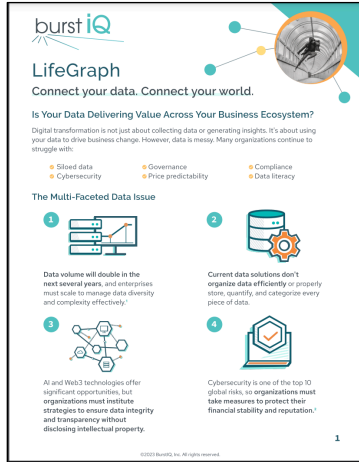 burst iQ
LifeGraph
Connect your data. Connect your world.
Is Your Data Delivering Value Across Your Business Ecosystem?
Digital transformation is not just about collecting data or generating insights. It's about using
your data to drive business change. However, data is messy. Many organizations continue to
struggle with:
Siloed data
Governance
Compliance
Cybersecurity
Price predictability
Data literacy
The Multi-Faceted Data Issue
1
2
Data volume will double in the
next several years, and enterprises
must scale to manage data diversity
and complexity effectively.
Current data solutions don't
organize data efficiently or properly
store, quantify, and categorize every
piece of data.
3
4
AI and Web3 technologies offer
significant opportunities, but
organizations must institute
strategies to ensure data integrity
and transparency without
disclosing intellectual property.
Cybersecurity is one of the top 10
global risks, so organizations must
take measures to protect their
financial stability and reputation.
1
©2023 BurstIQ, Inc. All rights reserved.